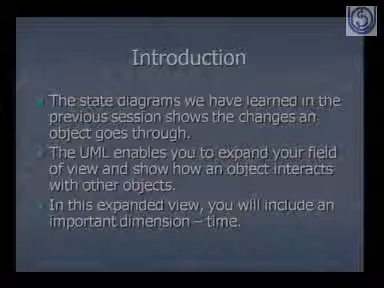 Introduction
The state diagrams we have learned in the
previous session shows the changes an
object goes through.
The UML enables you to expand your field
of view and show how an object interacts
with other objects.
In this expanded view, you will include an
important dimension – time.